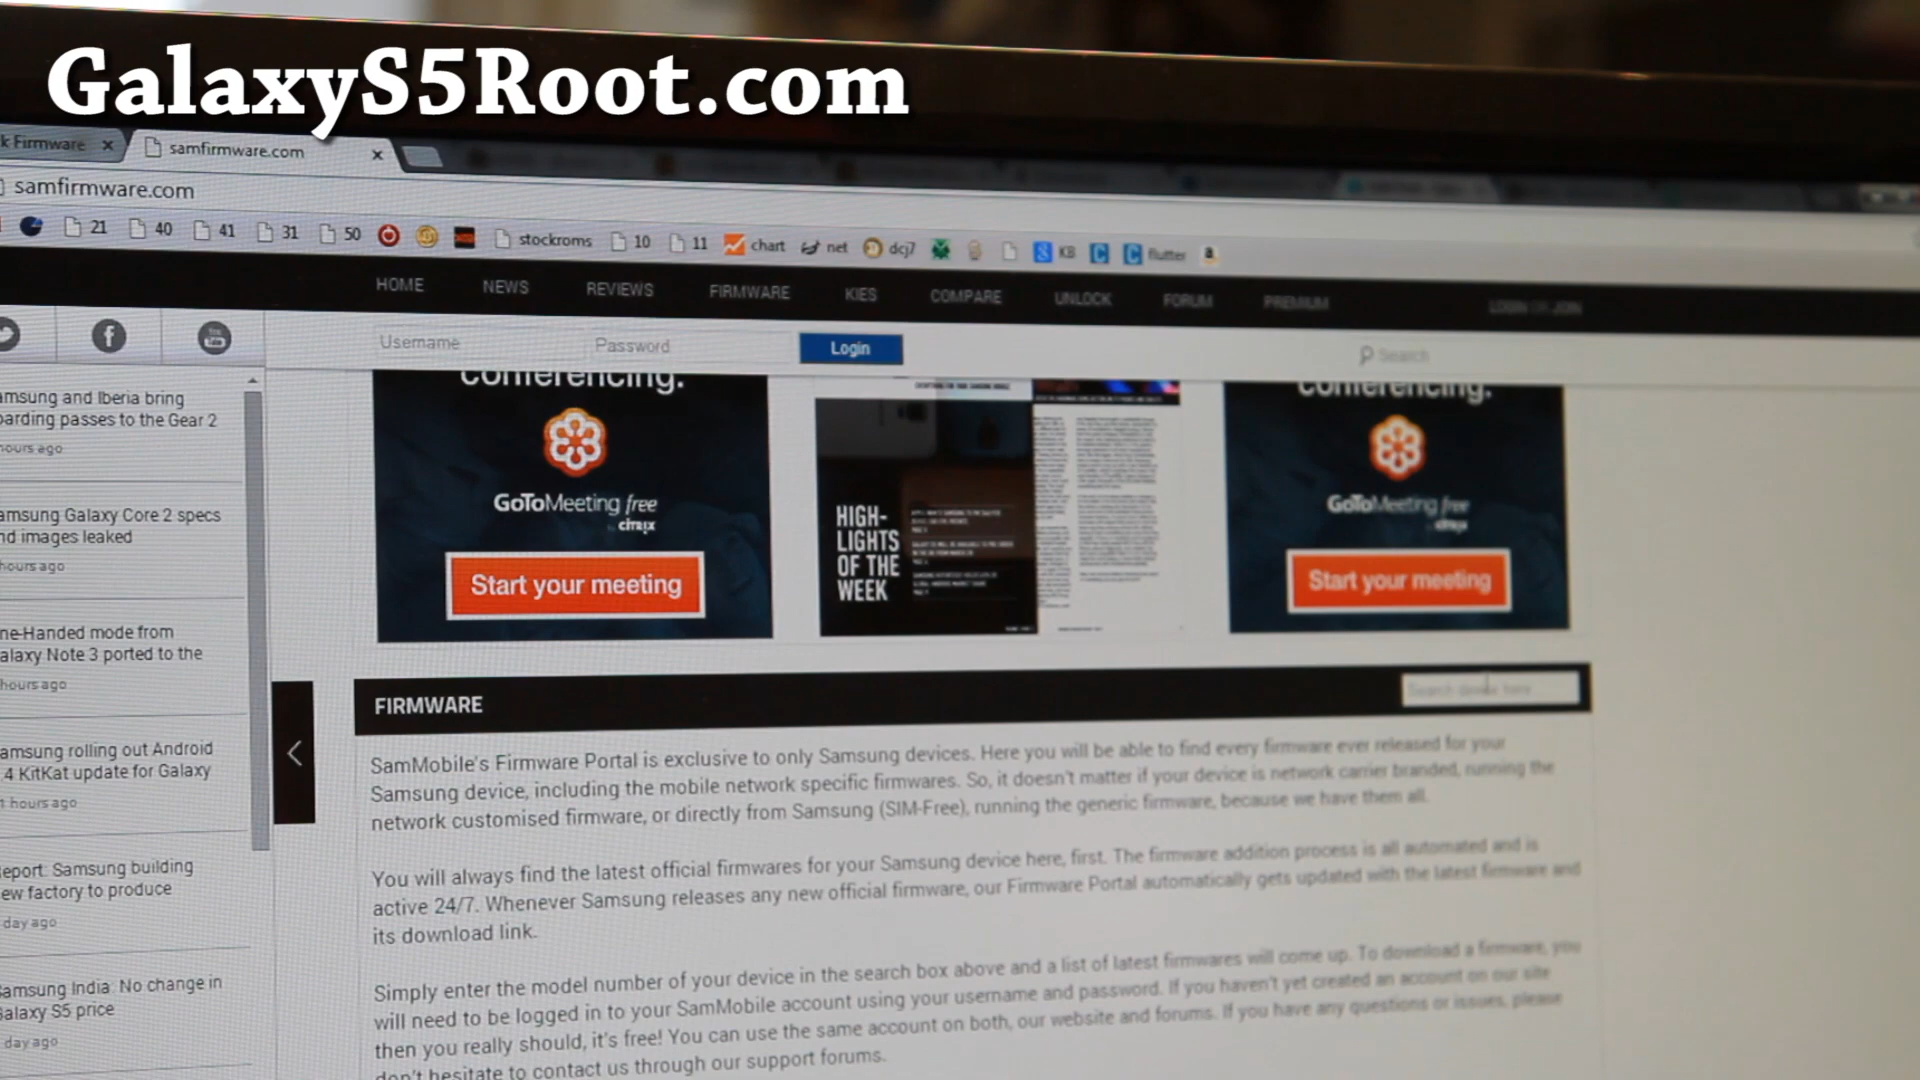 GalaxyS5Root.com
k Firmware
samfirmware.com
samfirmware.com
21 40 41 31 50 stockroms 10 11 chart net dcj7 KB flutter
HOME NEWS REVIEWS FIRMWARE KIES COMPARE UNLOCK FORUM PREMIUM LOGIN OR JOIN
Username Password Login Search
conferencing.
GoToMeeting free
citrix
Start your meeting
HIGH-
LIGHTS
OF THE
WEEK
conferencing.
GoToMeeting free
citrix
Start your meeting
amsung and Iberia bring
oarding passes to the Gear 2
hours ago
amsung Galaxy Core 2 specs
nd images leaked
hours ago
ne-Handed mode from
alaxy Note 3 ported to the
hours ago
amsung rolling out Android
.4 KitKat update for Galaxy
1 hours ago
eport: Samsung building
ew factory to produce
day ago
amsung India: No change in
Galaxy S5 price
day ago
FIRMWARE
Search device here
SamMobile's Firmware Portal is exclusive to only Samsung devices. Here you will be able to find every firmware ever released for your
Samsung device, including the mobile network specific firmwares. So, it doesn't matter if your device is network carrier branded, running the
network customised firmware, or directly from Samsung (SIM-Free), running the generic firmware, because we have them all.
You will always find the latest official firmwares for your Samsung device here, first. The firmware addition process is all automated and is
active 24/7. Whenever Samsung releases any new official firmware, our Firmware Portal automatically gets updated with the latest firmware and
its download link.
Simply enter the model number of your device in the search box above and a list of latest firmwares will come up. To download a firmware, you
will need to be logged in to your SamMobile account using your username and password. If you haven't yet created an account on our site
then you really should, it's free! You can use the same account on both, our website and forums. If you have any questions or issues, please
don't hesitate to contact us through our support forums.